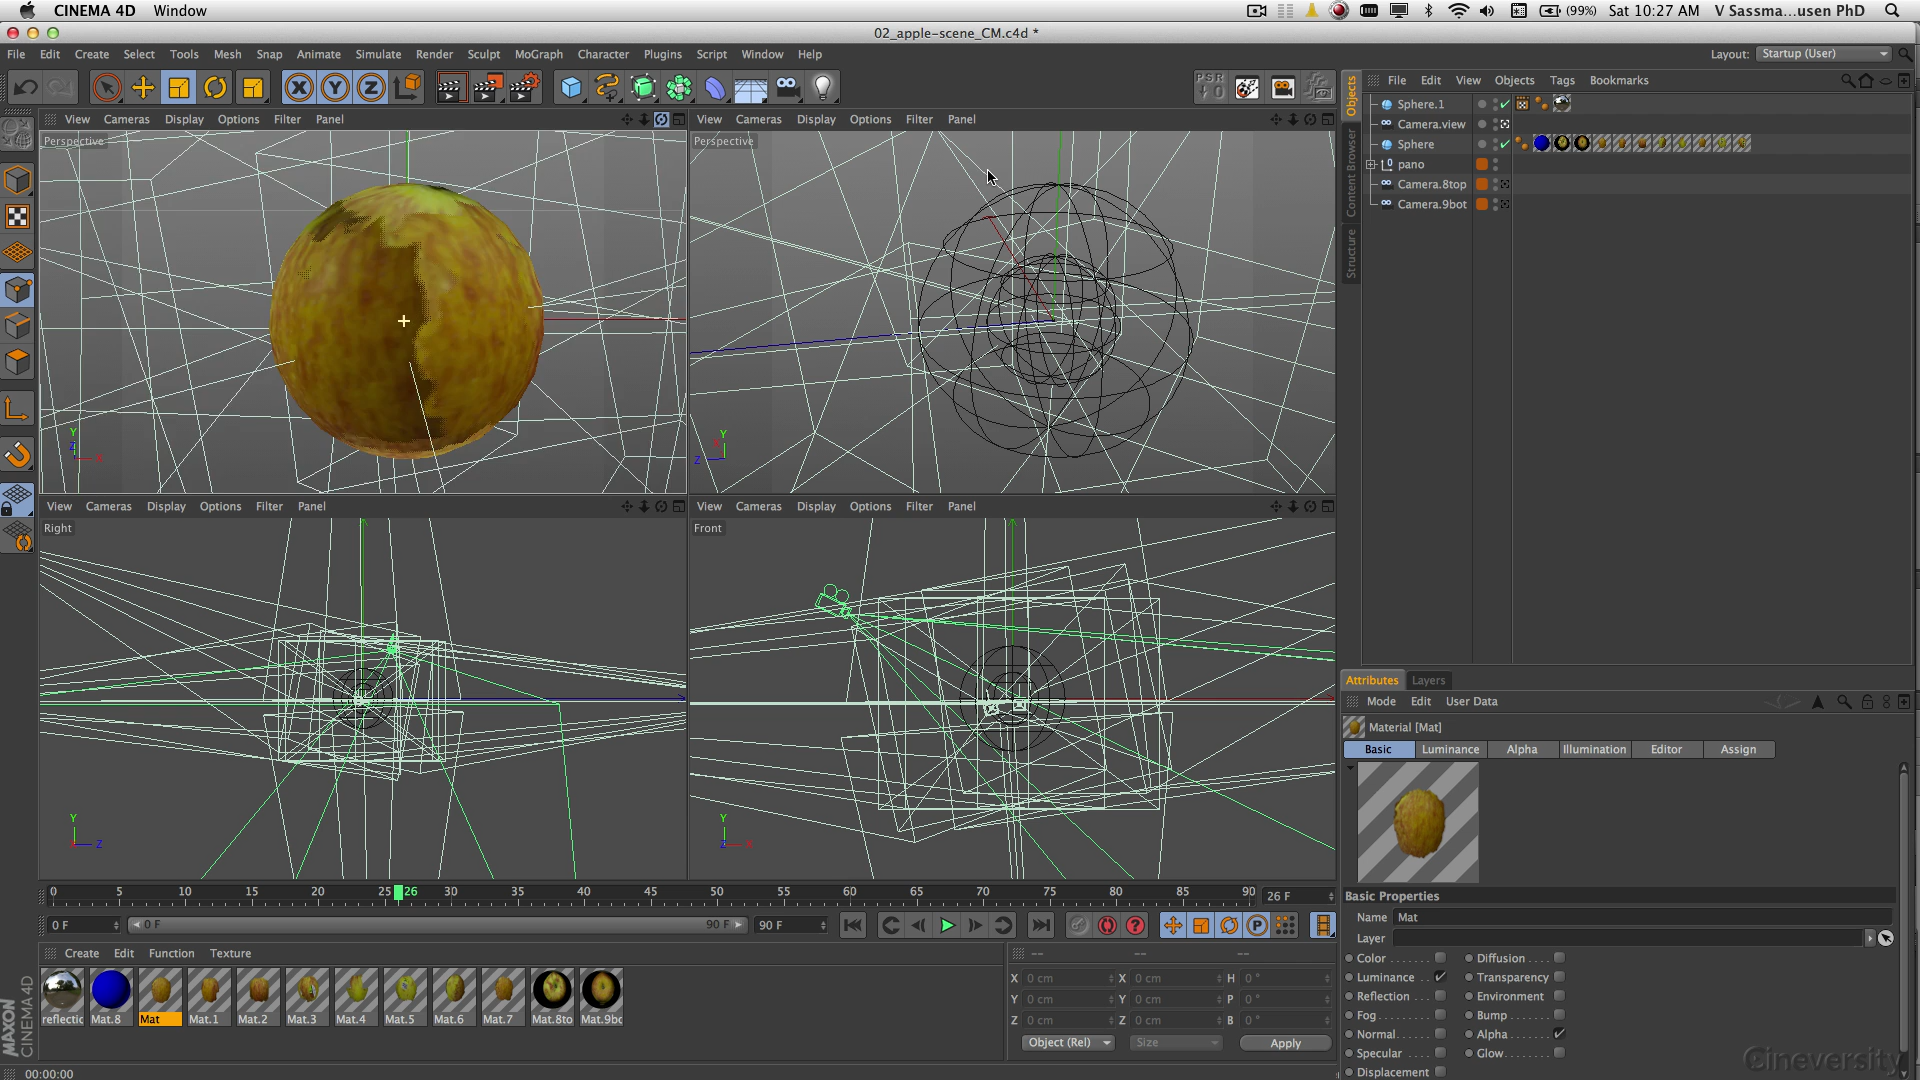 CINEMA 4D Window
(99%) Sat 10:27 AM V Sassma...usen PhD
02_apple-scene_CM.c4d *
File Edit Create Select Tools Mesh Snap Animate Simulate Render Sculpt MoGraph Character Plugins Script Window Help
Layout: Startup (User)
X Y Z
PSR
0
File Edit View Objects Tags Bookmarks
Objects
Content Browser
Structure
Sphere.1
Camera.view
Sphere
pano
Camera.8top
Camera.9bot
View Cameras Display Options Filter Panel
View Cameras Display Options Filter Panel
Perspective
Perspective
Y
Z
Y
Z
View Cameras Display Options Filter Panel
View Cameras Display Options Filter Panel
Right
Front
Y
Z
Y
Z
Attributes Layers
Mode Edit User Data
Material [Mat]
Basic Luminance Alpha Illumination Editor Assign
Basic Properties
Name Mat
Layer
Color Diffusion
Luminance Transparency
Reflection Environment
Fog Bump
Normal Alpha
Specular Glow
Displacement
0 5 10 15 20 25 26 30 35 40 45 50 55 60 65 70 75 80 85 90 26 F
0 F 0 F 90 F 90 F
P
Create Edit Function Texture
reflectic Mat.8 Mat Mat.1 Mat.2 Mat.3 Mat.4 Mat.5 Mat.6 Mat.7 Mat.8to Mat.9bc
-- -- --
X 0 cm X 0 cm H 0 °
Y 0 cm Y 0 cm P 0 °
Z 0 cm Z 0 cm B 0 °
Object (Rel) Size Apply
MAXON
CINEMA 4D
00:00:00
Cineversity